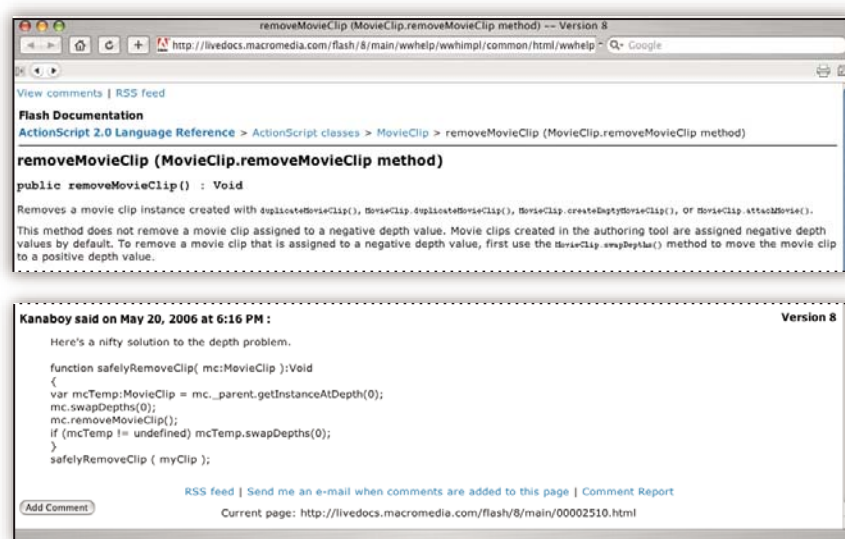 removeMovieClip (MovieClip.removeMovieClip method) -- Version 8
http://livedocs.macromedia.com/flash/8/main/wwhelp/wwhimpl/common/html/wwhelp
Google
View comments | RSS feed
Flash Documentation
ActionScript 2.0 Language Reference > ActionScript classes > MovieClip > removeMovieClip (MovieClip.removeMovieClip method)
removeMovieClip (MovieClip.removeMovieClip method)
public removeMovieClip() : Void
Removes a movie clip instance created with duplicateMovieClip(), MovieClip.duplicateMovieClip(), MovieClip.createEmptyMovieClip(), or MovieClip.attachMovie().
This method does not remove a movie clip assigned to a negative depth value. Movie clips created in the authoring tool are assigned negative depth
values by default. To remove a movie clip that is assigned to a negative depth value, first use the MovieClip.swapDepths() method to move the movie clip
to a positive depth value.
Kanaboy said on May 20, 2006 at 6:16 PM :
Version 8
Here's a nifty solution to the depth problem.
function safelyRemoveClip( mc:MovieClip ):Void
{
var mcTemp:MovieClip = mc._parent.getInstanceAtDepth(0);
mc.swapDepths(0);
mc.removeMovieClip();
if (mcTemp != undefined) mcTemp.swapDepths(0);
}
safelyRemoveClip ( myClip );
RSS feed | Send me an e-mail when comments are added to this page | Comment Report
Add Comment
Current page: http://livedocs.macromedia.com/flash/8/main/00002510.html